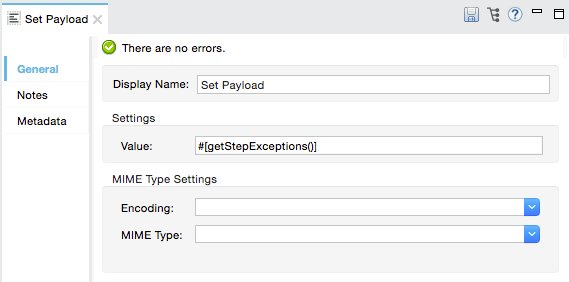 Set Payload
There are no errors.
General
Notes
Metadata
Display Name: Set Payload
Settings
Value: #[getStepExceptions()]
MIME Type Settings
Encoding:
MIME Type: